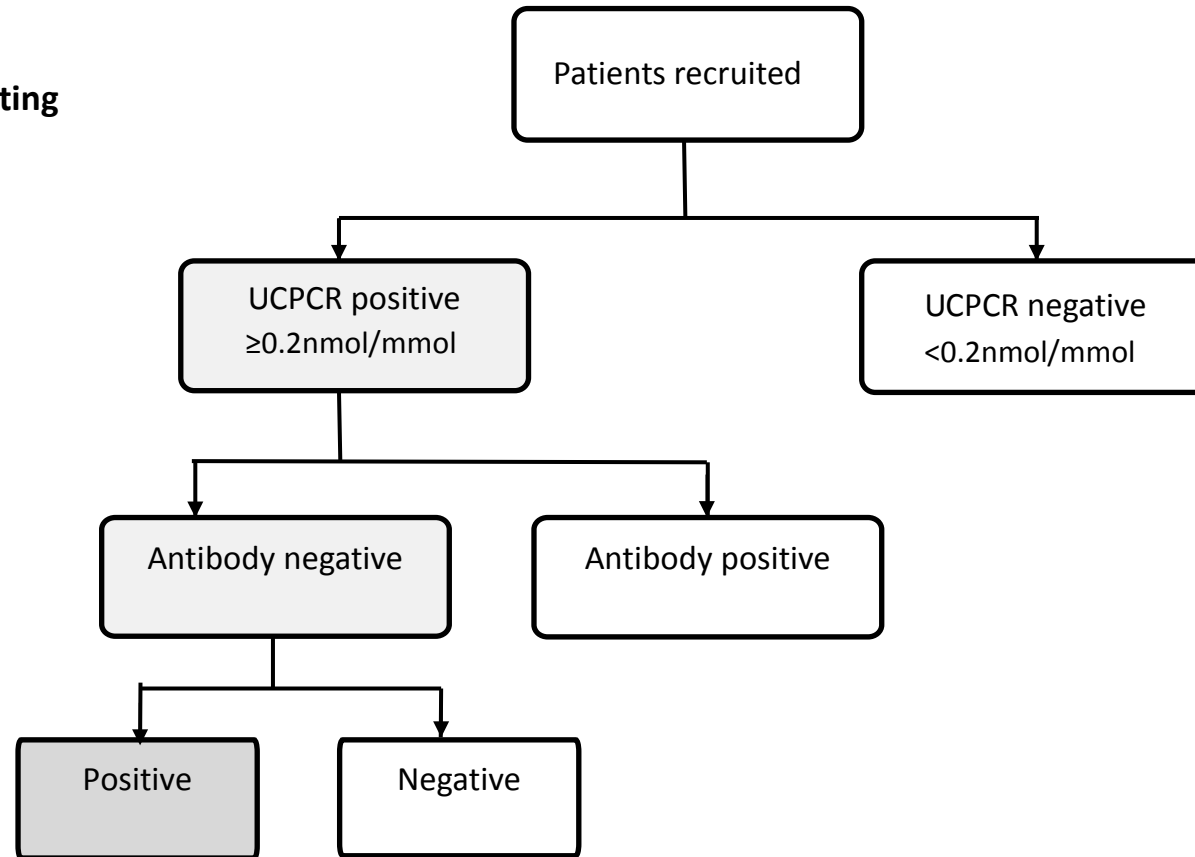 Patients recruited
ting
UCPCR positive
≥0.2nmol/mmol
UCPCR negative
<0.2nmol/mmol
Antibody negative
Antibody positive
Positive
Negative